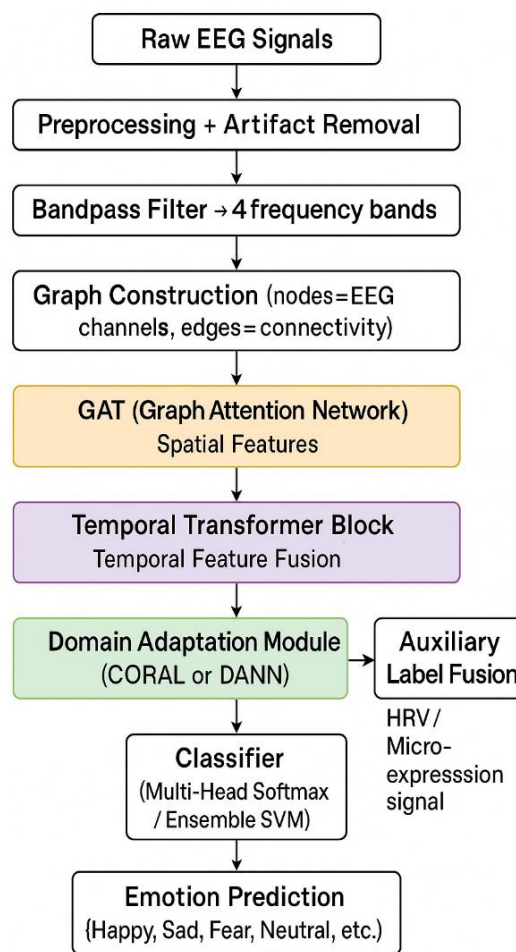 Raw EEG Signals
Preprocessing + Artifact Removal
Bandpass Filter → 4 frequency bands
Graph Construction (nodes=EEG
channels, edges=connectivity)
GAT (Graph Attention Network)
Spatial Features
Temporal Transformer Block
Temporal Feature Fusion
Domain Adaptation Module
(CORAL or DANN)
Auxiliary
Label Fusion
HRV /
Micro-
expresssion
signal
Classifier
(Multi-Head Softmax
/ Ensemble SVM)
Emotion Prediction
{Happy, Sad, Fear, Neutral, etc.)